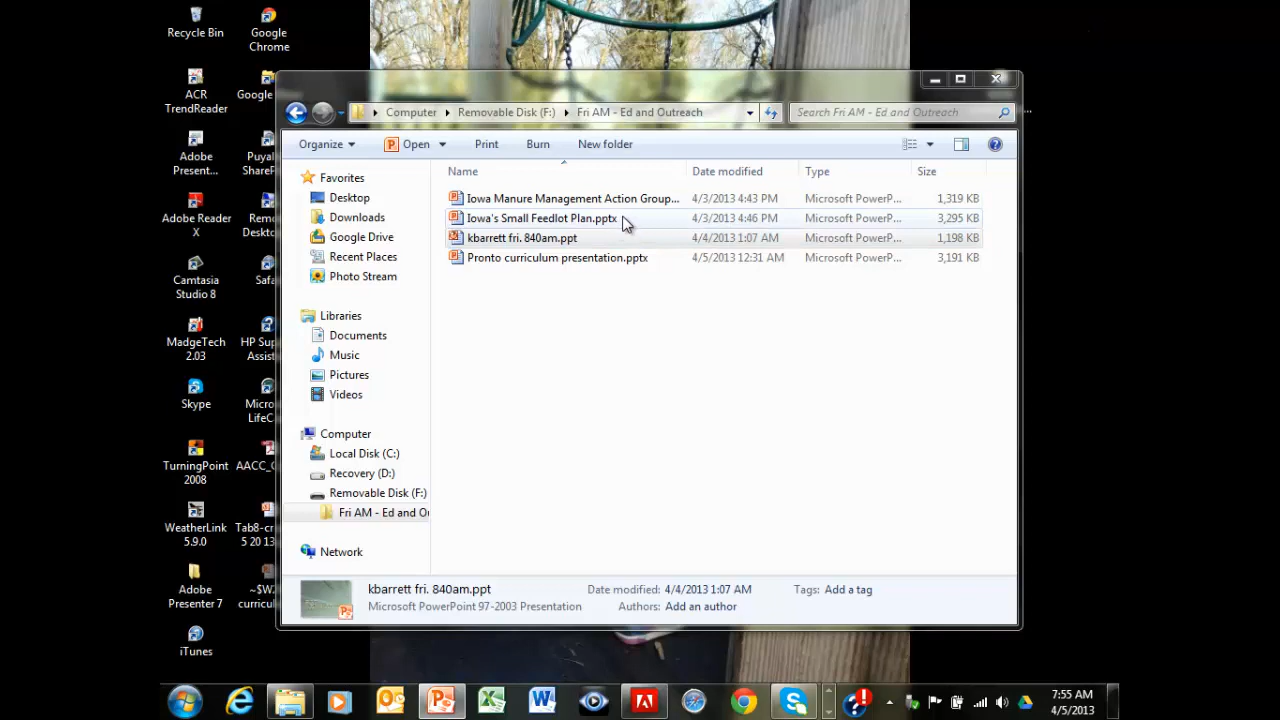 Recycle Bin
Google
Chrome
ACR
TrendReader
Google
Adobe
Present...
Puyal
ShareP
Adobe Reader
X
Remo
Desktc
Camtasia
Studio 8
Safa
MadgeTech
2.03
HP Sup
Assist
Skype
Micro
LifeCa
TurningPoint
2008
AACC_C
WeatherLink
5.9.0
Tab8-cr
5 20 13
Adobe
Presenter 7
~$W2
curricul
iTunes
Computer
Removable Disk (F:)
Fri AM - Ed and Outreach
Search Fri AM - Ed and Outreach
Organize
Open
Print
Burn
New folder
Favorites
Desktop
Downloads
Google Drive
Recent Places
Photo Stream
Libraries
Documents
Music
Pictures
Videos
Computer
Local Disk (C:)
Recovery (D:)
Removable Disk (F:)
Fri AM - Ed and Ou
Network
Name Date modified Type Size
Iowa Manure Management Action Group... 4/3/2013 4:43 PM Microsoft PowerP... 1,319 KB
Iowa's Small Feedlot Plan.pptx 4/3/2013 4:46 PM Microsoft PowerP... 3,295 KB
kbarrett fri. 840am.ppt 4/4/2013 1:07 AM Microsoft PowerP... 1,198 KB
Pronto curriculum presentation.pptx 4/5/2013 12:31 AM Microsoft PowerP... 3,191 KB
kbarrett fri. 840am.ppt Date modified: 4/4/2013 1:07 AM Tags: Add a tag
Microsoft PowerPoint 97-2003 Presentation Authors: Add an author
7:55 AM
4/5/2013